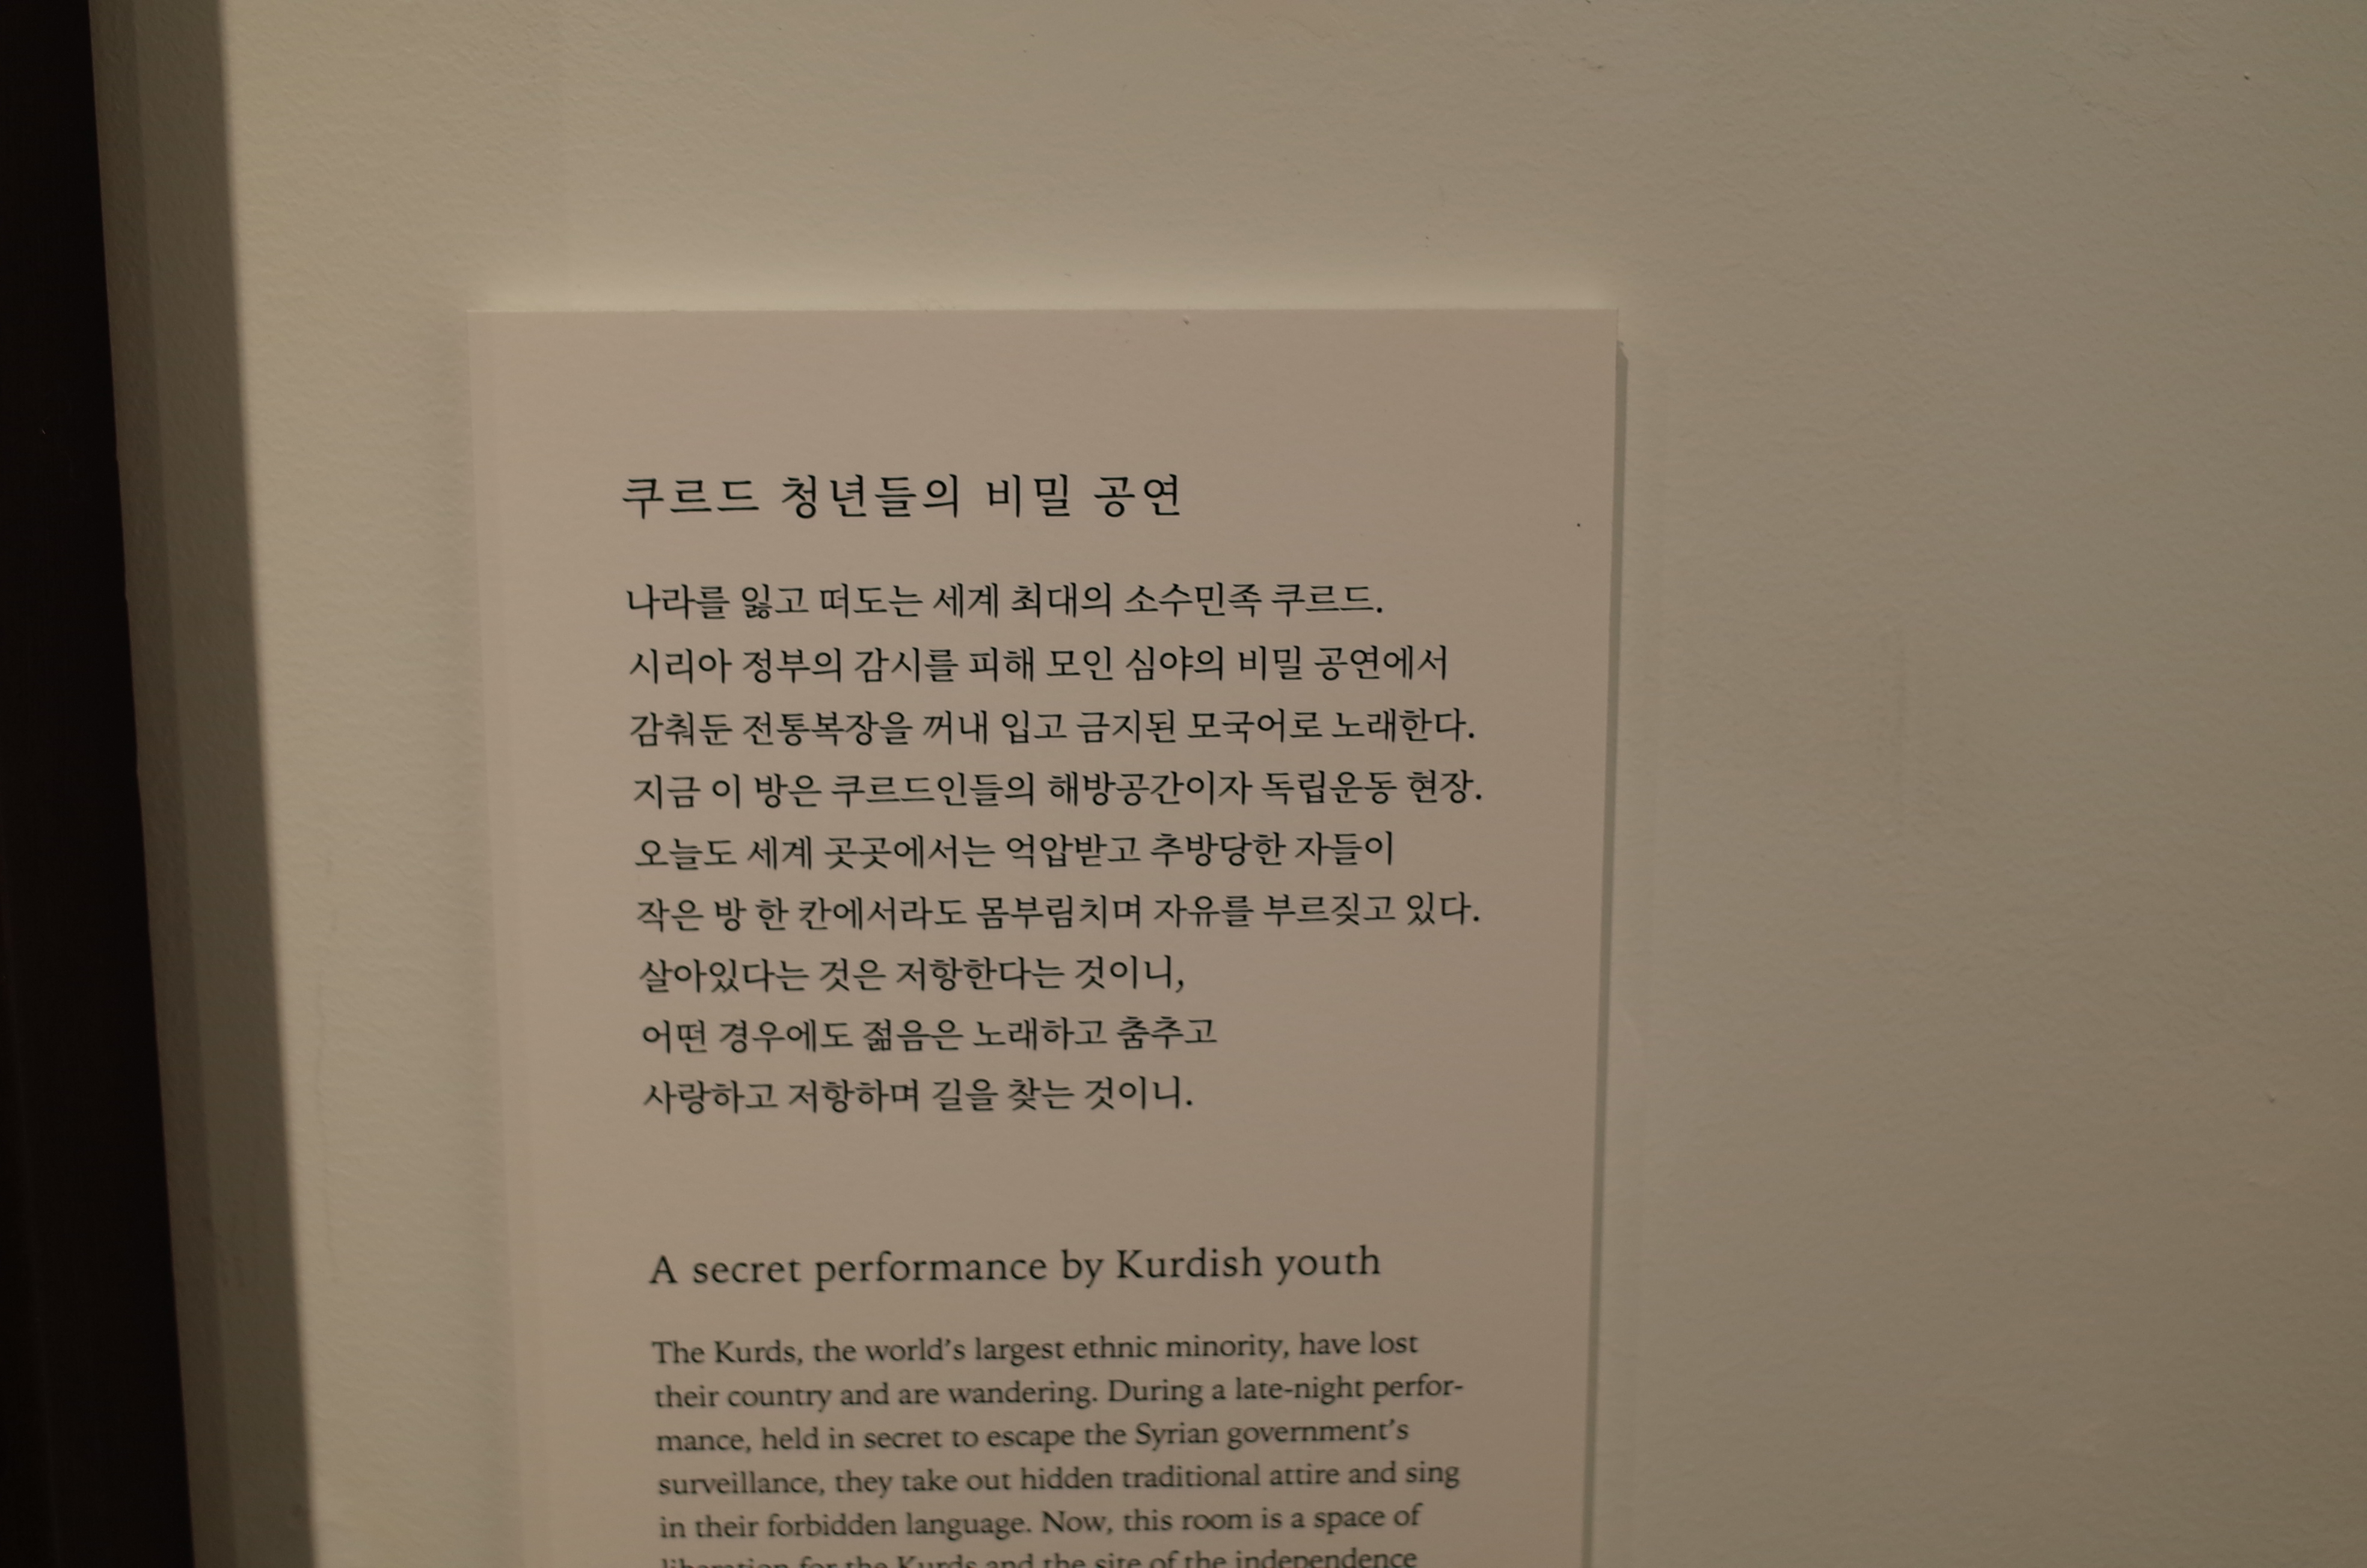 쿠르드 청년들의 비밀 공연
나라를 잃고 떠도는 세계 최대의 소수민족 쿠르드.
시리아 정부의 감시를 피해 모인 심야의 비밀 공연에서
감춰둔 전통복장을 꺼내 입고 금지된 모국어로 노래한다.
지금 이 방은 쿠르드인들의 해방공간이자 독립운동 현장.
오늘도 세계 곳곳에서는 억압받고 추방당한 자들이
작은 방 한 칸에서라도 몸부림치며 자유를 부르짖고 있다.
살아있다는 것은 저항한다는 것이니,
어떤 경우에도 젊음은 노래하고 춤추고
사랑하고 저항하며 길을 찾는 것이니.
A secret performance by Kurdish youth
The Kurds, the world's largest ethnic minority, have lost
their country and are wandering. During a late-night perfor-
mance, held in secret to escape the Syrian government's
surveillance, they take out hidden traditional attire and sing
in their forbidden language. Now, this room is a space of
liberation for the Kurds and the site of the independence